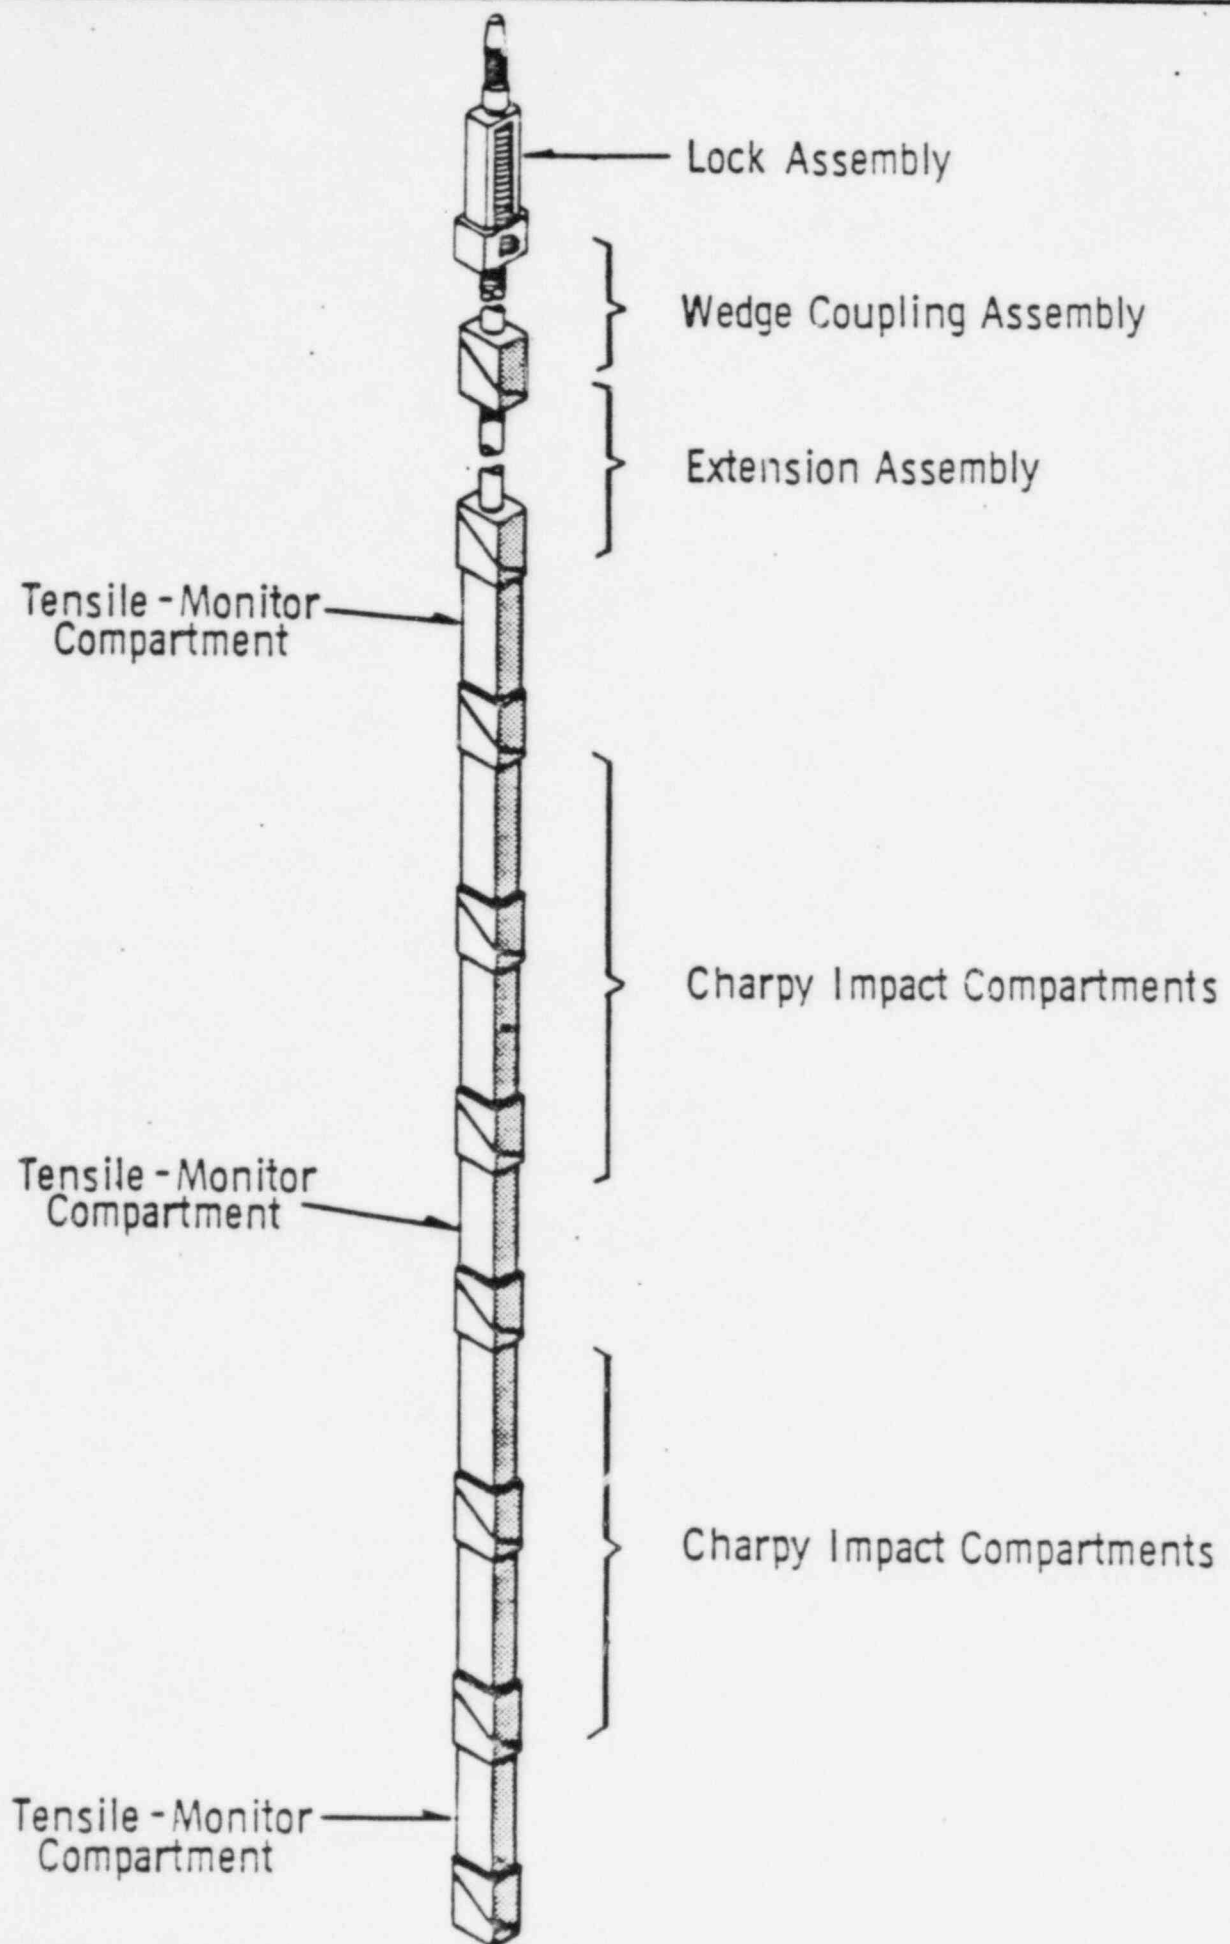 Lock Assembly
Wedge Coupling Assembly
Extension Assembly
Tensile-Monitor
Compartment
Charpy Impact Compartments
Tensile-Monitor
Compartment
Charpy Impact Compartments
Tensile-Monitor
Compartment